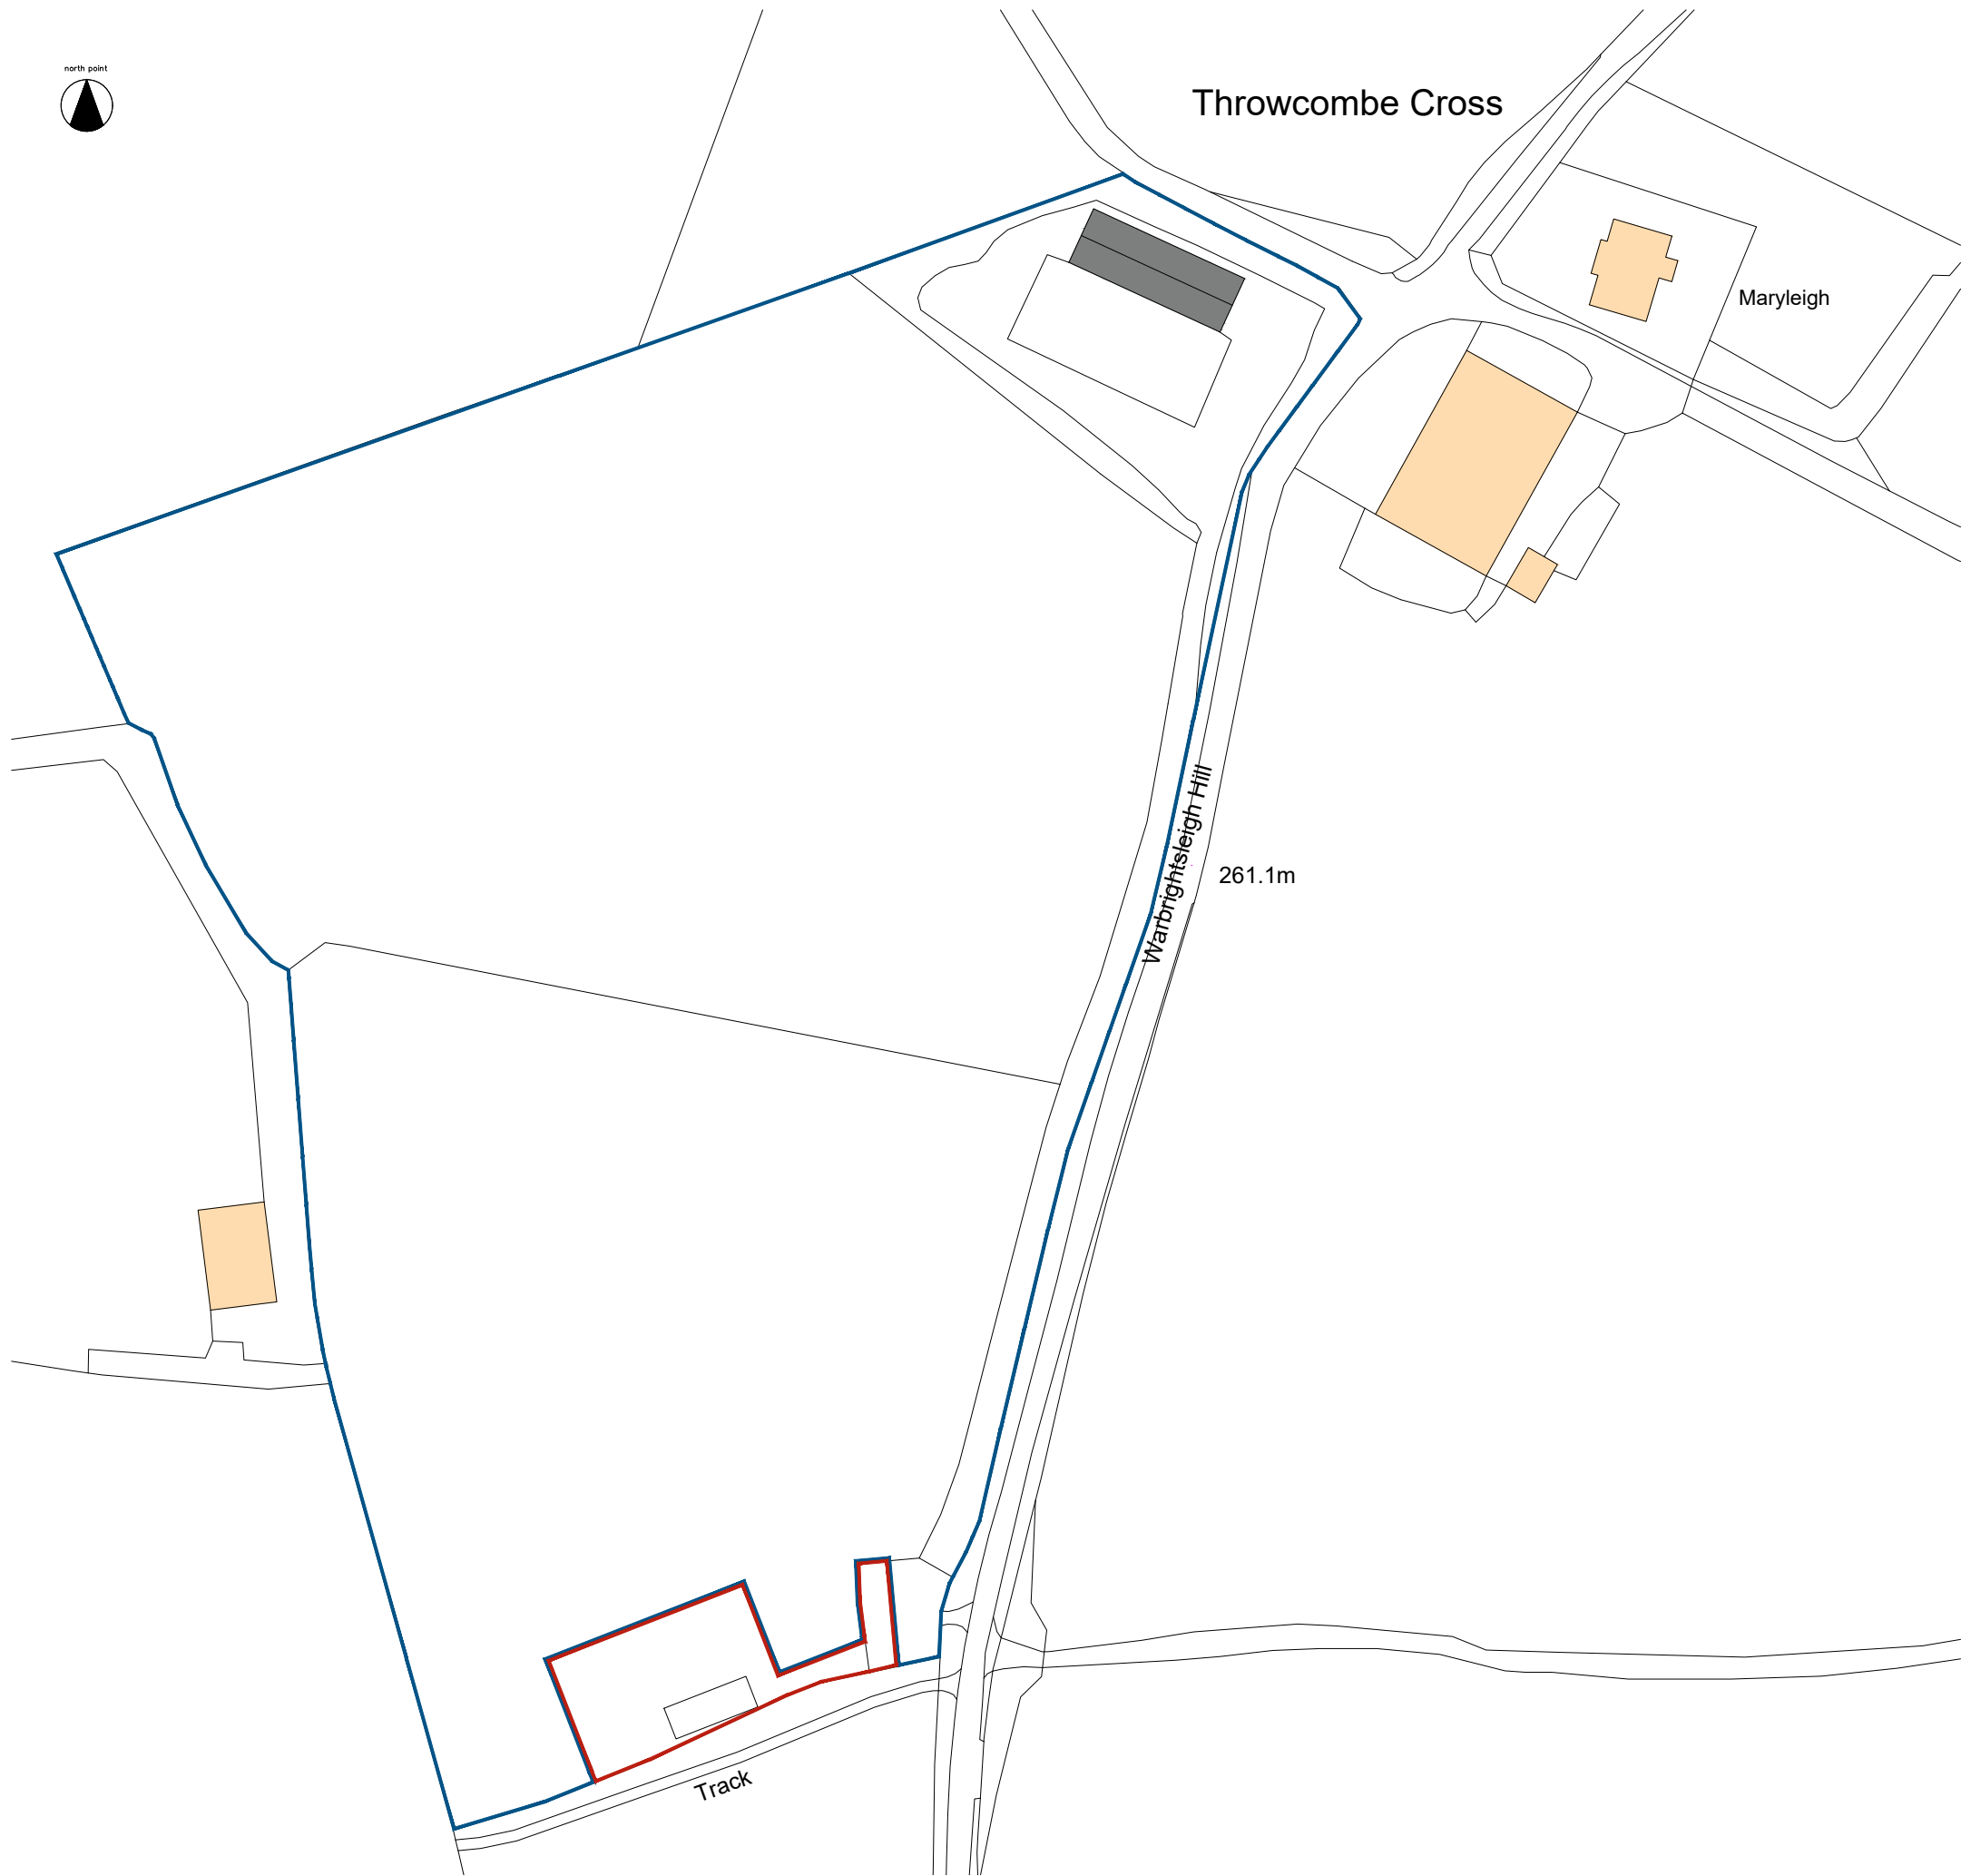 north point
Throwcombe Cross
Maryleigh
Warbrightsleigh Hill
261.1m
Track